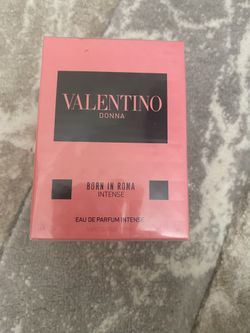 VALENTINO
DONNA
BORN IN ROMA
INTENSE
EAU DE PARFUM INTENSE